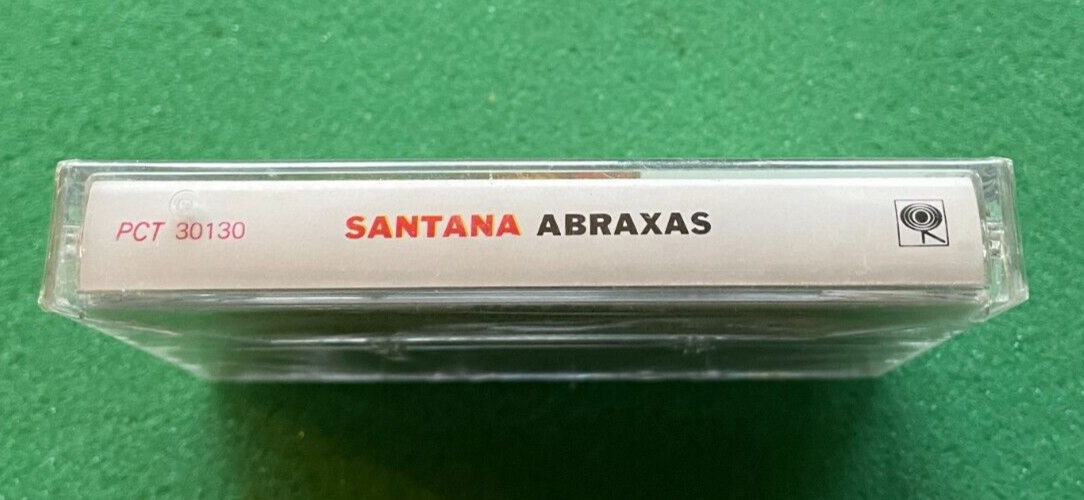 PCT 30130 SANTANA ABRAXAS